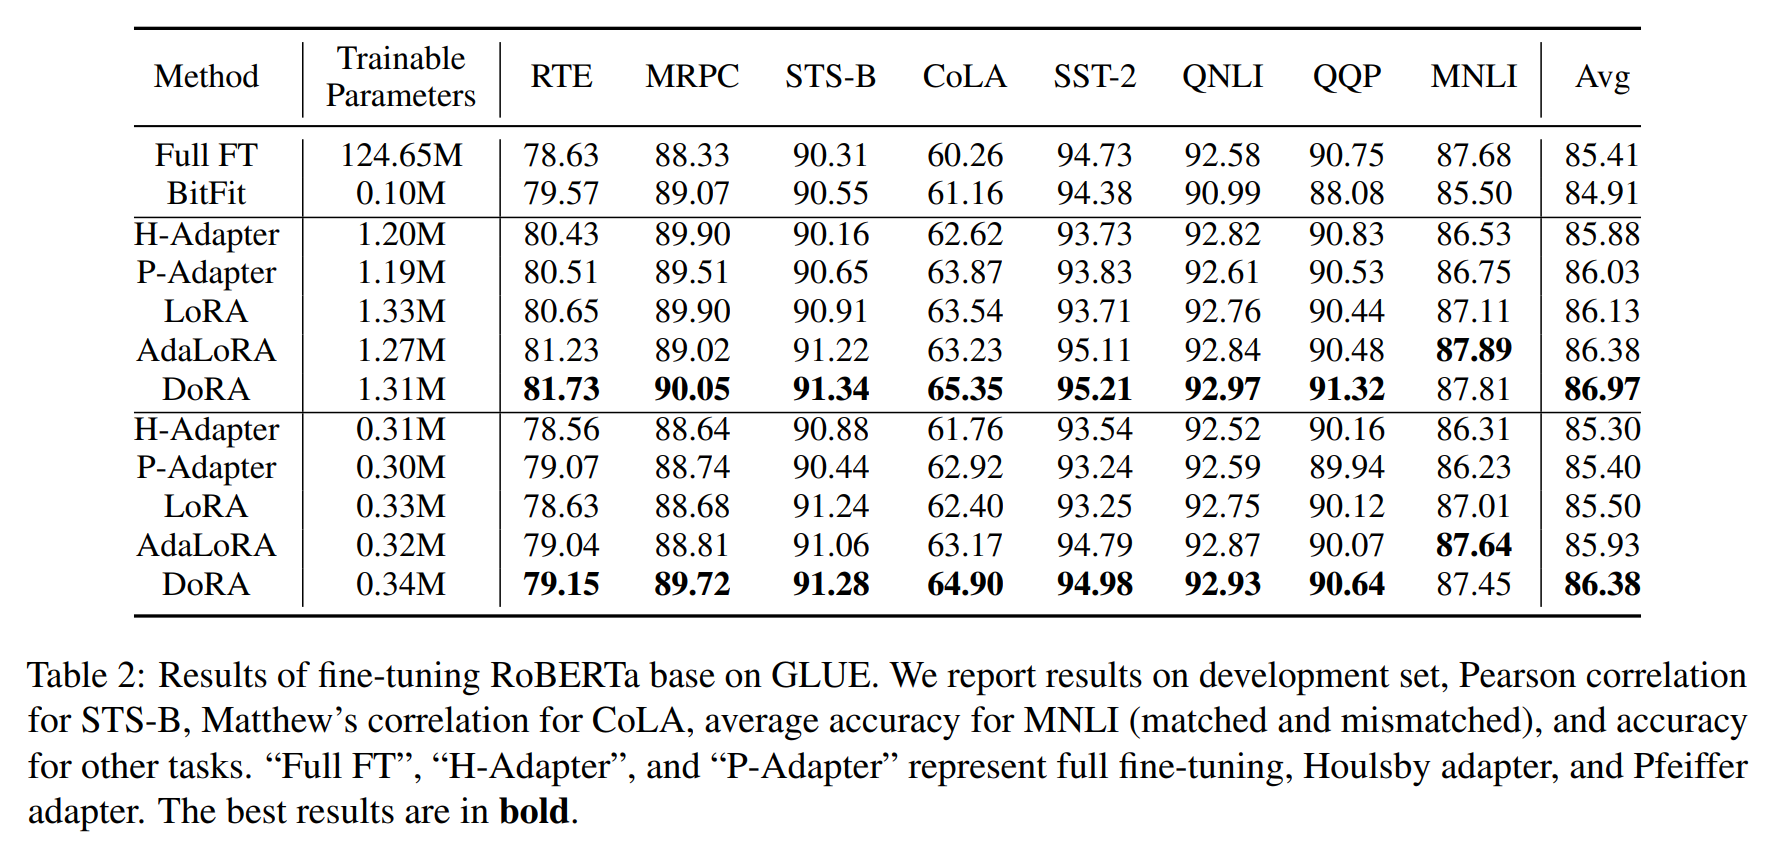 Method Trainable Parameters RTE MRPC STS-B CoLA SST-2 QNLI QQP MNLI Avg
Full FT 124.65M 78.63 88.33 90.31 60.26 94.73 92.58 90.75 87.68 85.41
BitFit 0.10M 79.57 89.07 90.55 61.16 94.38 90.99 88.08 85.50 84.91
H-Adapter 1.20M 80.43 89.90 90.16 62.62 93.73 92.82 90.83 86.53 85.88
P-Adapter 1.19M 80.51 89.51 90.65 63.87 93.83 92.61 90.53 86.75 86.03
LoRA 1.33M 80.65 89.90 90.91 63.54 93.71 92.76 90.44 87.11 86.13
AdaLoRA 1.27M 81.23 89.02 91.22 63.23 95.11 92.84 90.48 87.89 86.38
DoRA 1.31M 81.73 90.05 91.34 65.35 95.21 92.97 91.32 87.81 86.97
H-Adapter 0.31M 78.56 88.64 90.88 61.76 93.54 92.52 90.16 86.31 85.30
P-Adapter 0.30M 79.07 88.74 90.44 62.92 93.24 92.59 89.94 86.23 85.40
LoRA 0.33M 78.63 88.68 91.24 62.40 93.25 92.75 90.12 87.01 85.50
AdaLoRA 0.32M 79.04 88.81 91.06 63.17 94.79 92.87 90.07 87.64 85.93
DoRA 0.34M 79.15 89.72 91.28 64.90 94.98 92.93 90.64 87.45 86.38
Table 2: Results of fine-tuning RoBERTa base on GLUE. We report results on development set, Pearson correlation
for STS-B, Matthew’s correlation for CoLA, average accuracy for MNLI (matched and mismatched), and accuracy
for other tasks. “Full FT”, “H-Adapter”, and “P-Adapter” represent full fine-tuning, Houlsby adapter, and Pfeiffer
adapter. The best results are in bold.